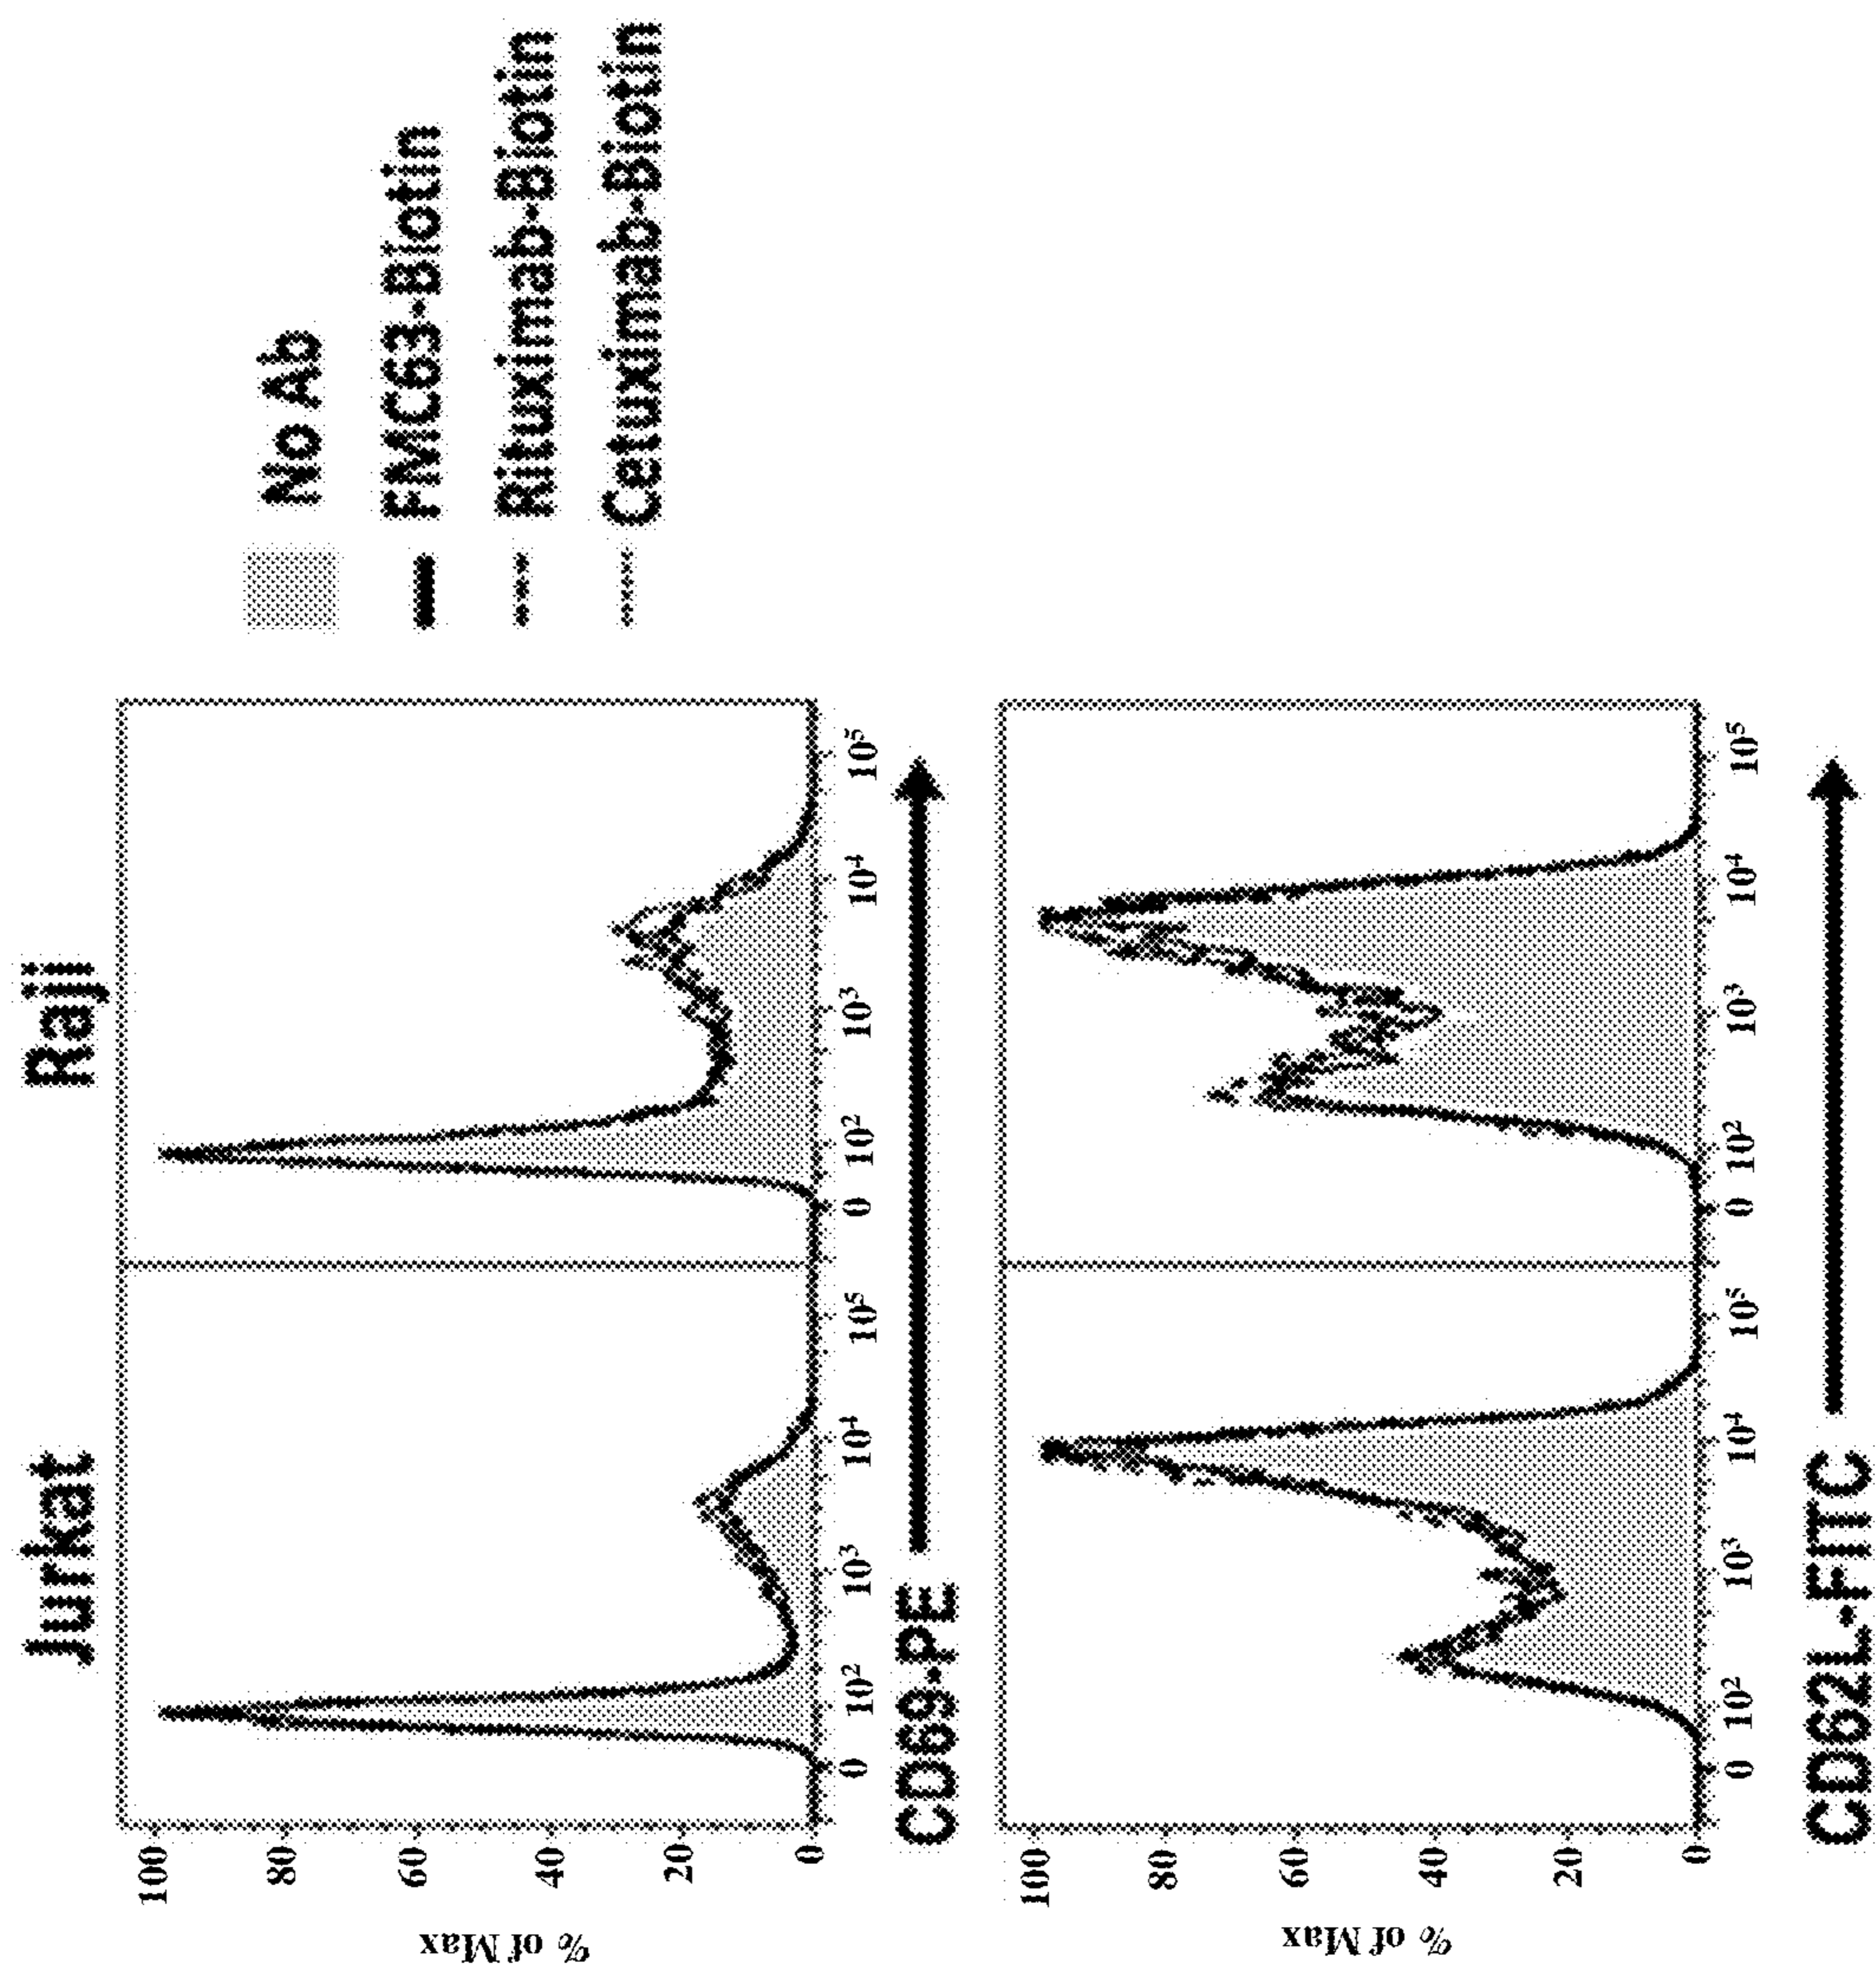 Jurkat
Raji
% of Max
100
80
60
40
20
0
0 10² 10³ 10⁴ 10⁵
0 10² 10³ 10⁴ 10⁵
CD69-PE
No Ab
FMC63-Biotin
Rituximab-Biotin
Cetuximab-Biotin
% of Max
100
80
60
40
20
0
0 10² 10³ 10⁴ 10⁵
0 10² 10³ 10⁴ 10⁵
CD62L-FITC